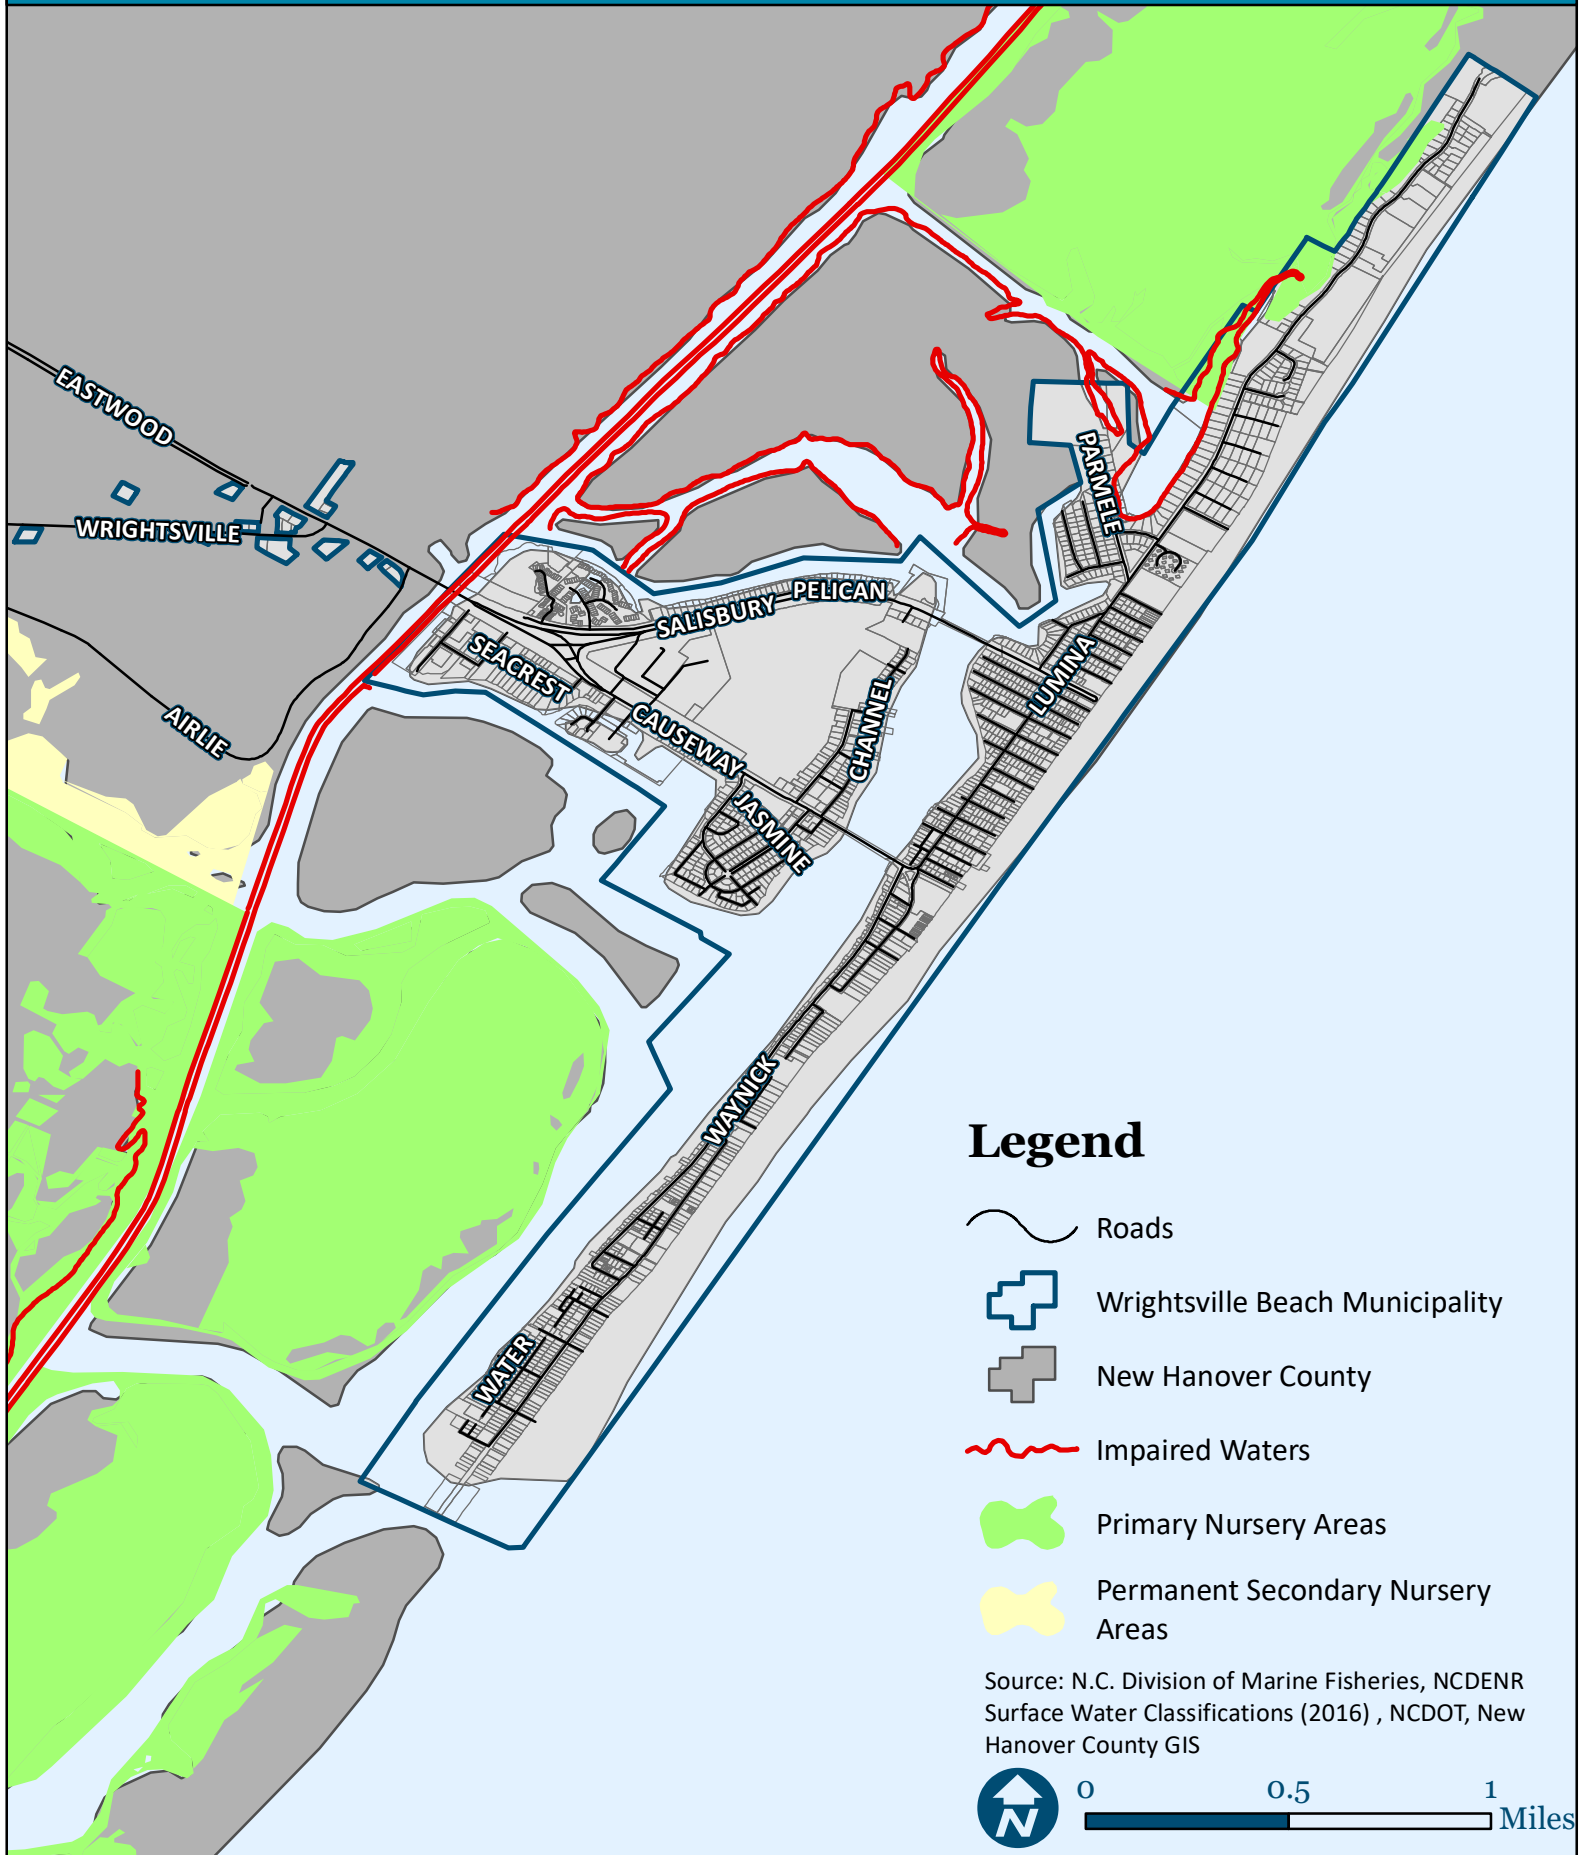 EASTWOOD
WRIGHTSVILLE
AIRLIE
PARMELE
PELICAN
SALISBURY
SEACREST
LUMINA
CAUSEWAY
CHANNEL
JASMINE
WAYNICK
WATER
Legend
Roads
Wrightsville Beach Municipality
New Hanover County
Impaired Waters
Primary Nursery Areas
Permanent Secondary Nursery
Areas
Source: N.C. Division of Marine Fisheries, NCDENR
Surface Water Classifications (2016) , NCDOT, New
Hanover County GIS
N
0 0.5 1
Miles